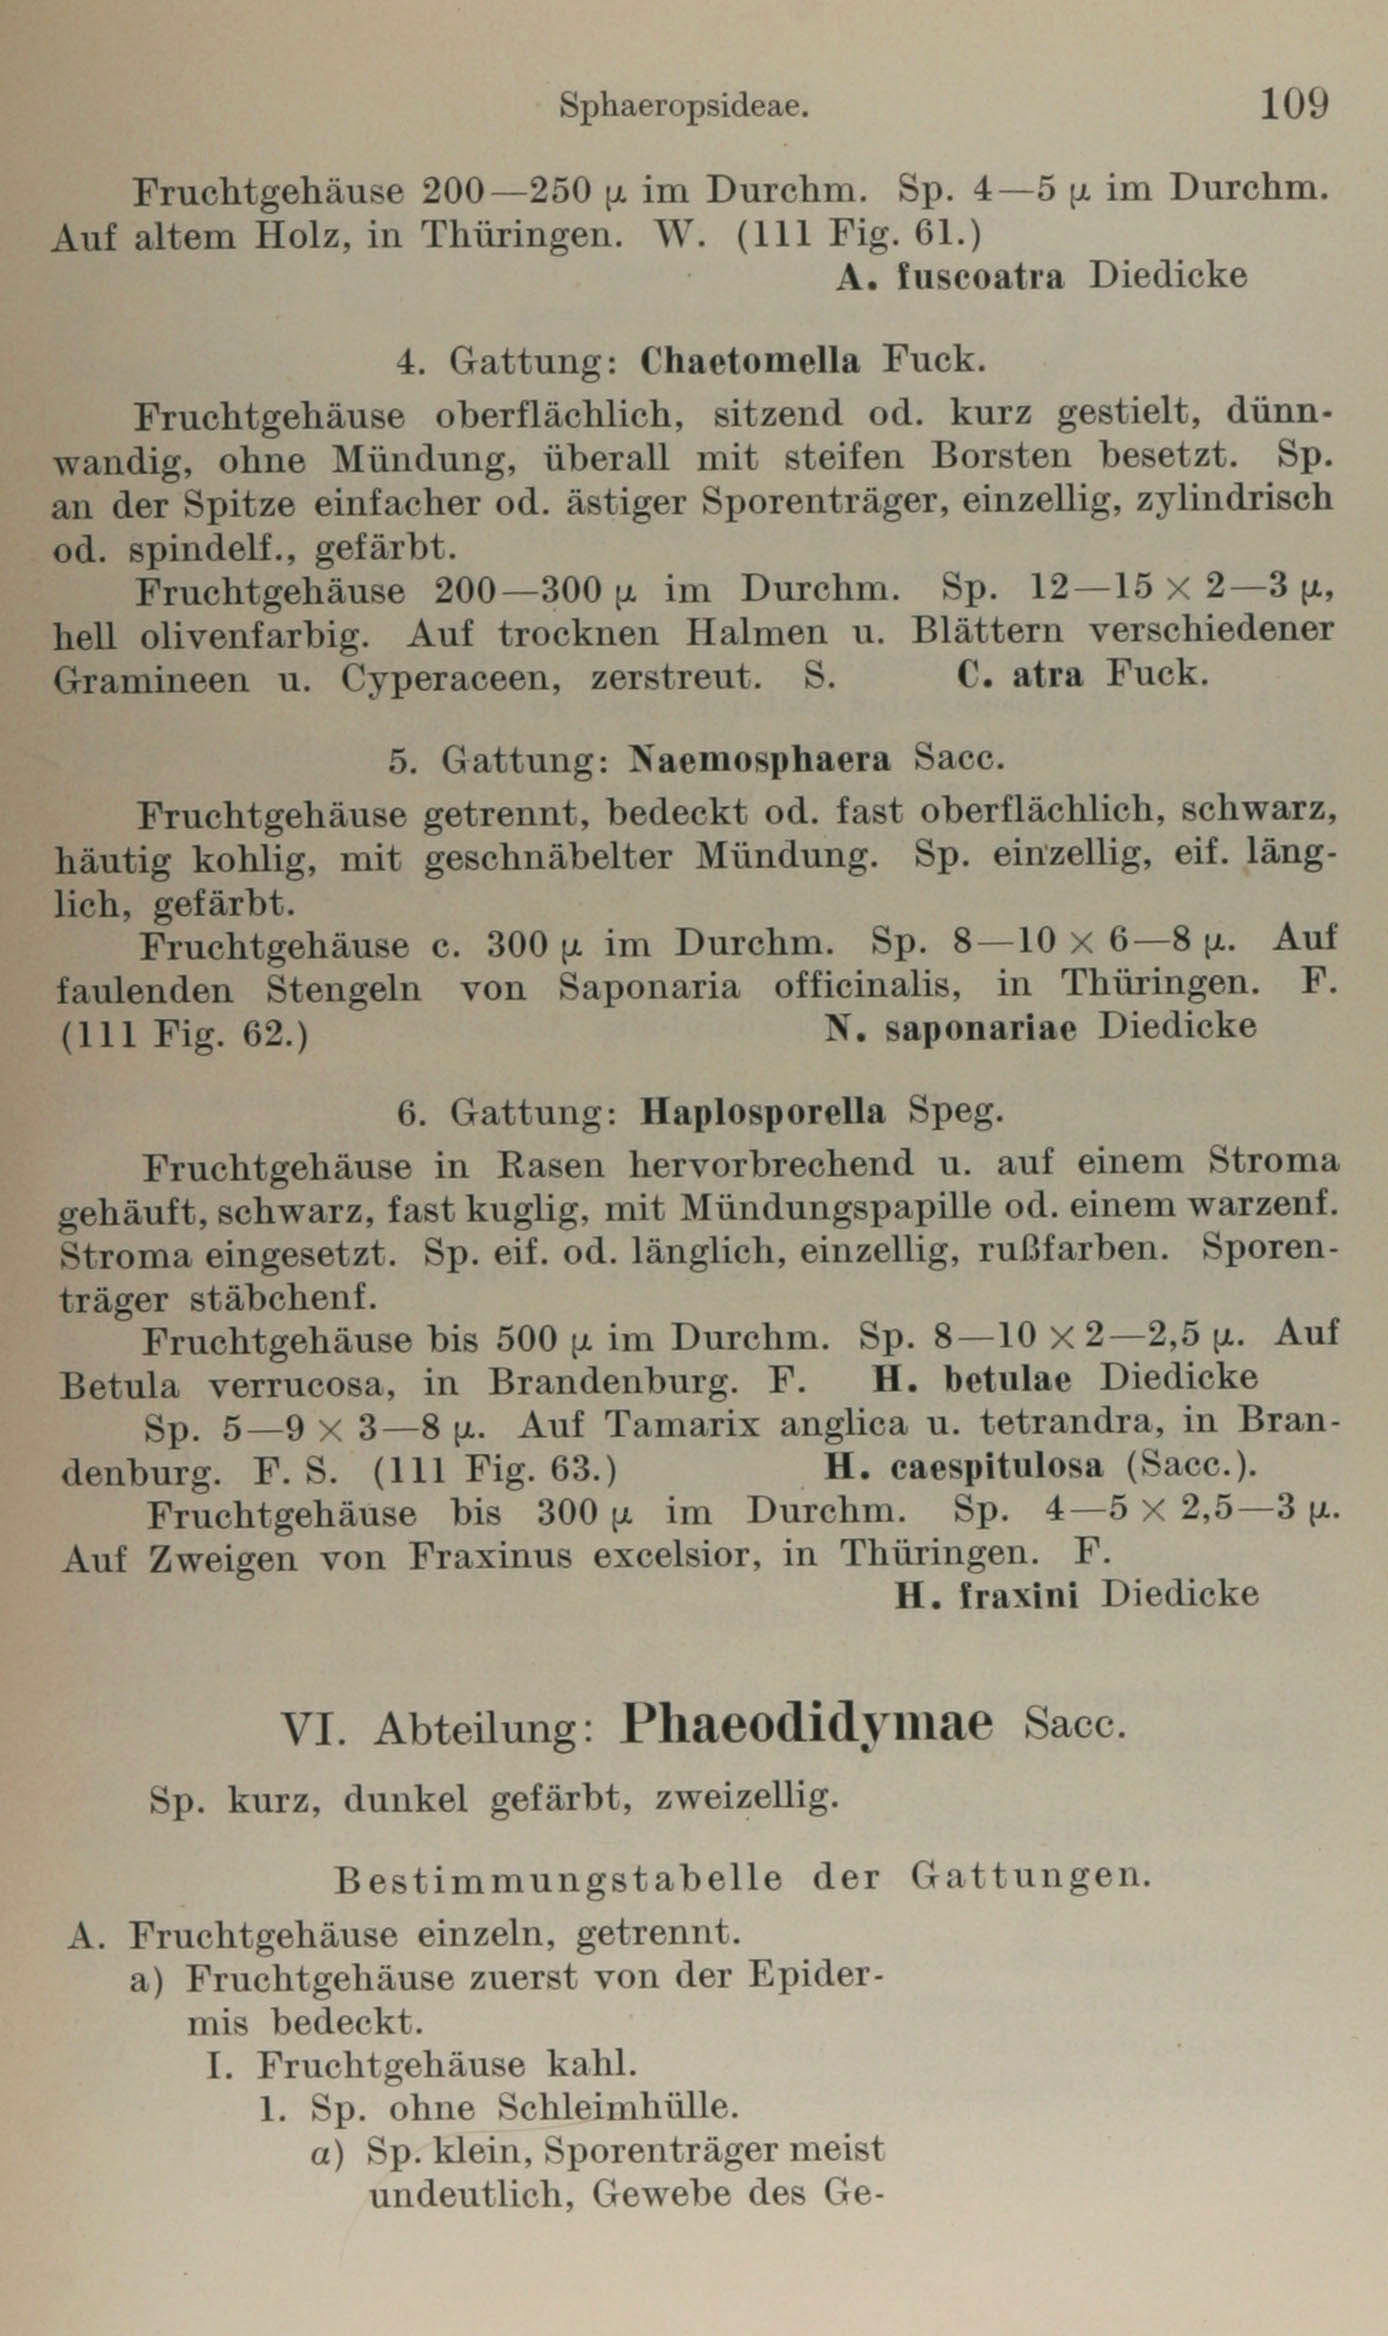 Sphaeropsideae. 109
Fruchtgehäuse 200—250 µ im Durchm. Sp. 4—5 µ im Durchm.
Auf altem Holz, in Thüringen. W. (111 Fig. 61.)
A. fuscoatra Diedicke
4. Gattung: Chaetomella Fuck.
Fruchtgehäuse oberflächlich, sitzend od. kurz gestielt, dünn-
wandig, ohne Mündung, überall mit steifen Borsten besetzt. Sp.
an der Spitze einfacher od. ästiger Sporenträger, einzellig, zylindrisch
od. spindelf., gefärbt.
Fruchtgehäuse 200—300 µ im Durchm. Sp. 12—15 × 2—3 µ,
hell olivenfarbig. Auf trocknen Halmen u. Blättern verschiedener
Gramineen u. Cyperaceen, zerstreut. S. C. atra Fuck.
5. Gattung: Naemosphaera Sacc.
Fruchtgehäuse getrennt, bedeckt od. fast oberflächlich, schwarz,
häutig kohlig, mit geschnäbelter Mündung. Sp. einzellig, eif. läng-
lich, gefärbt.
Fruchtgehäuse c. 300 µ im Durchm. Sp. 8—10 × 6—8 µ. Auf
faulenden Stengeln von Saponaria officinalis, in Thüringen. F.
(111 Fig. 62.) N. saponariae Diedicke
6. Gattung: Haplosporella Speg.
Fruchtgehäuse in Rasen hervorbrechend u. auf einem Stroma
gehäuft, schwarz, fast kuglig, mit Mündungspapille od. einem warzenf.
Stroma eingesetzt. Sp. eif. od. länglich, einzellig, rußfarben. Sporen-
träger stäbchenf.
Fruchtgehäuse bis 500 µ im Durchm. Sp. 8—10 × 2—2,5 µ. Auf
Betula verrucosa, in Brandenburg. F. H. betulae Diedicke
Sp. 5—9 × 3—8 µ. Auf Tamarix anglica u. tetrandra, in Bran-
denburg. F. S. (111 Fig. 63.) H. caespitulosa (Sacc.).
Fruchtgehäuse bis 300 µ im Durchm. Sp. 4—5 × 2,5—3 µ.
Auf Zweigen von Fraxinus excelsior, in Thüringen. F.
H. fraxini Diedicke
VI. Abteilung: Phaeodidymae Sacc.
Sp. kurz, dunkel gefärbt, zweizellig.
Bestimmungstabelle der Gattungen.
A. Fruchtgehäuse einzeln, getrennt.
a) Fruchtgehäuse zuerst von der Epider-
mis bedeckt.
I. Fruchtgehäuse kahl.
1. Sp. ohne Schleimhülle.
α) Sp. klein, Sporenträger meist
undeutlich, Gewebe des Ge-